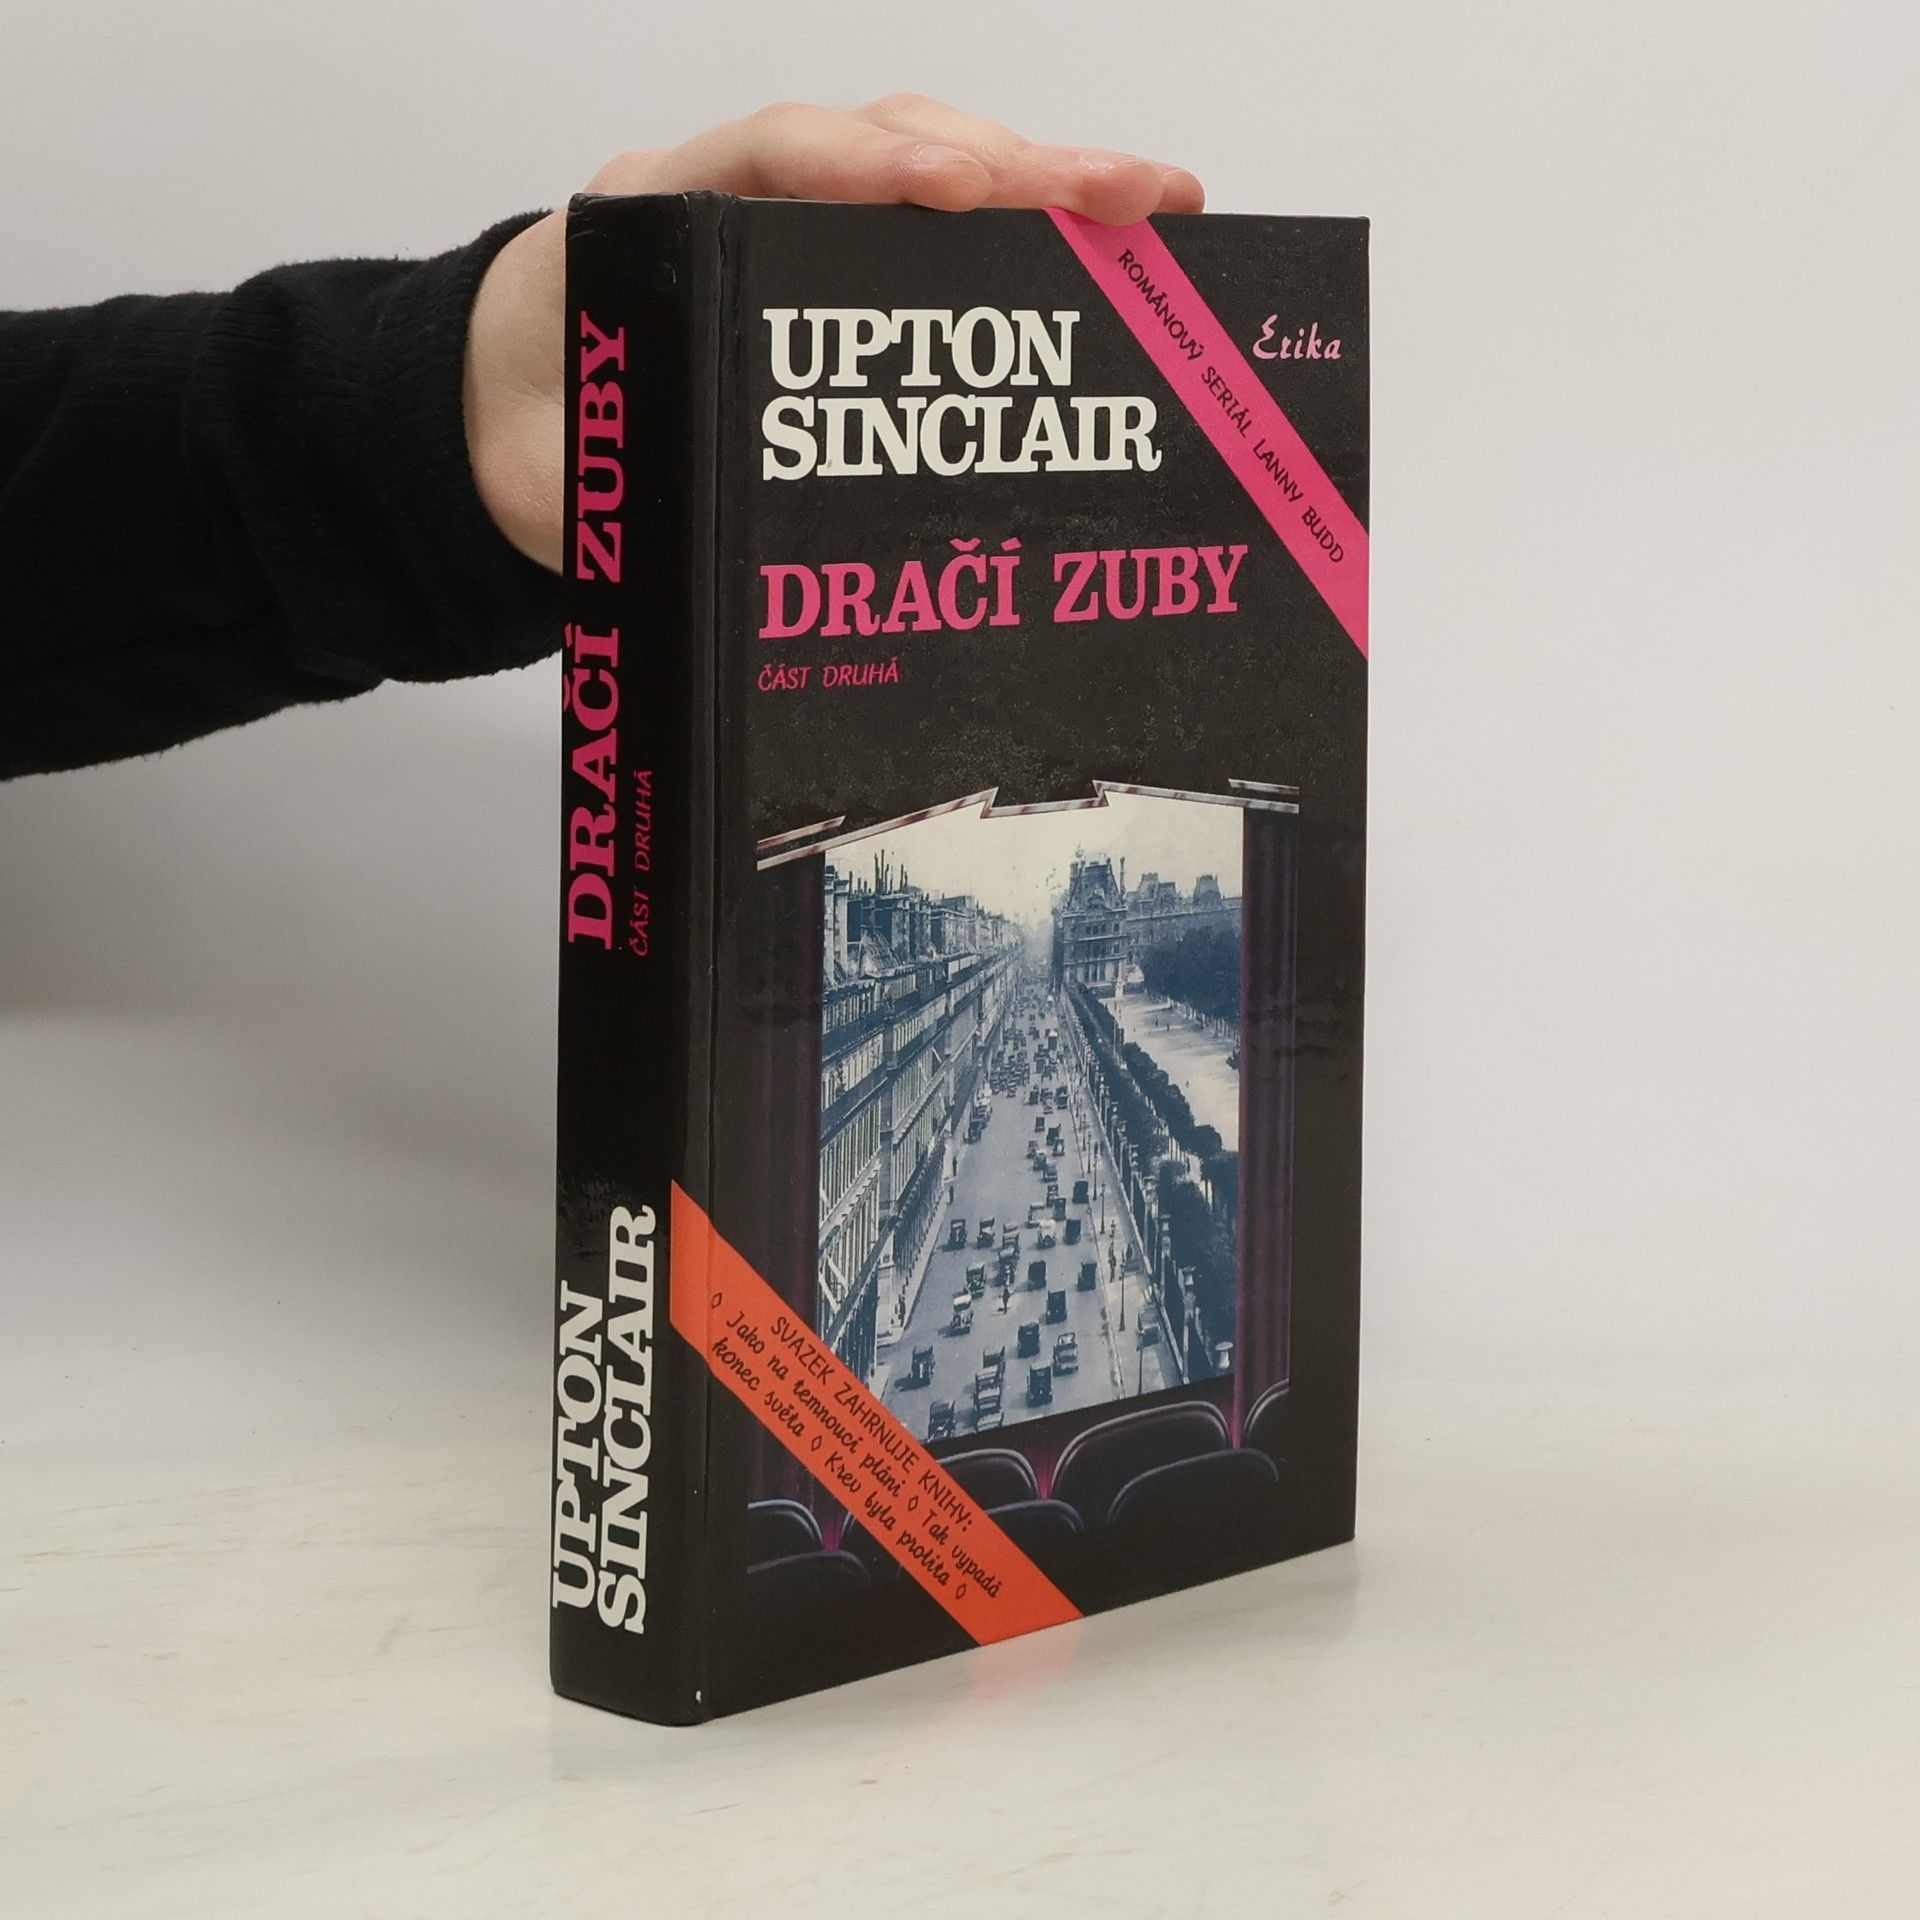 UPTON
SINCLAIR
DRAČÍ ZUBY
ČÁST DRUHÁ
ROMÁNOVÝ SERIÁL LANNY BUDD
Erika
SVAZEK ZAHRNUJE KNIHY:
◊ Jako na temnoucí pláni ◊ Tak vypadá
konec světa ◊ Krev byla prolita ◊
DRAČÍ ZUBY
ČÁST DRUHÁ
UPTON
SINCLAIR